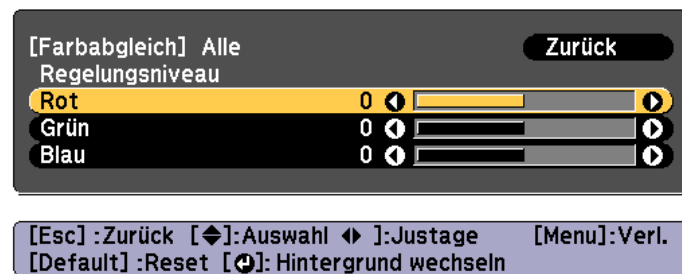 [Farbabgleich] Alle Zurück
Regelungsniveau
Rot 0
Grün 0
Blau 0
[Esc] :Zurück [◆]:Auswahl ◆ ]:Justage [Menu]:Verl.
[Default] :Reset [↵]: Hintergrund wechseln